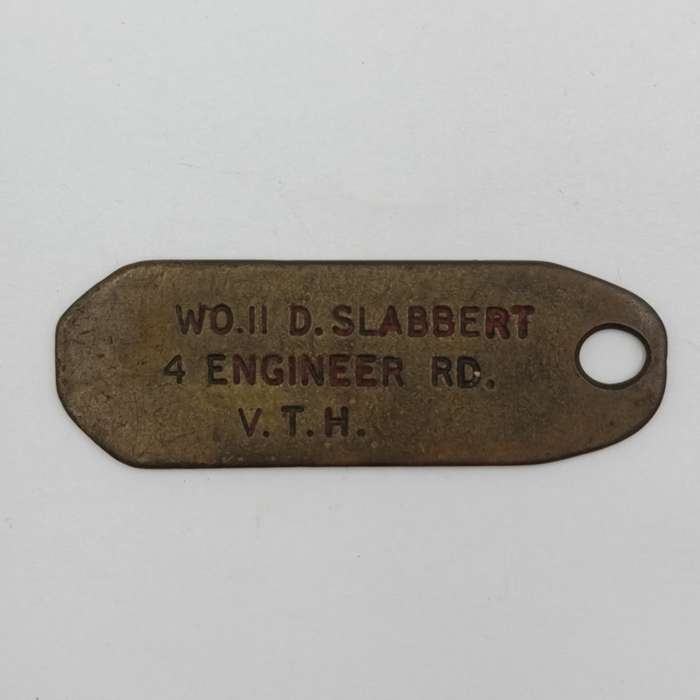 WO.II D. SLABBERT
4 ENGINEER RD.
V.T.H.